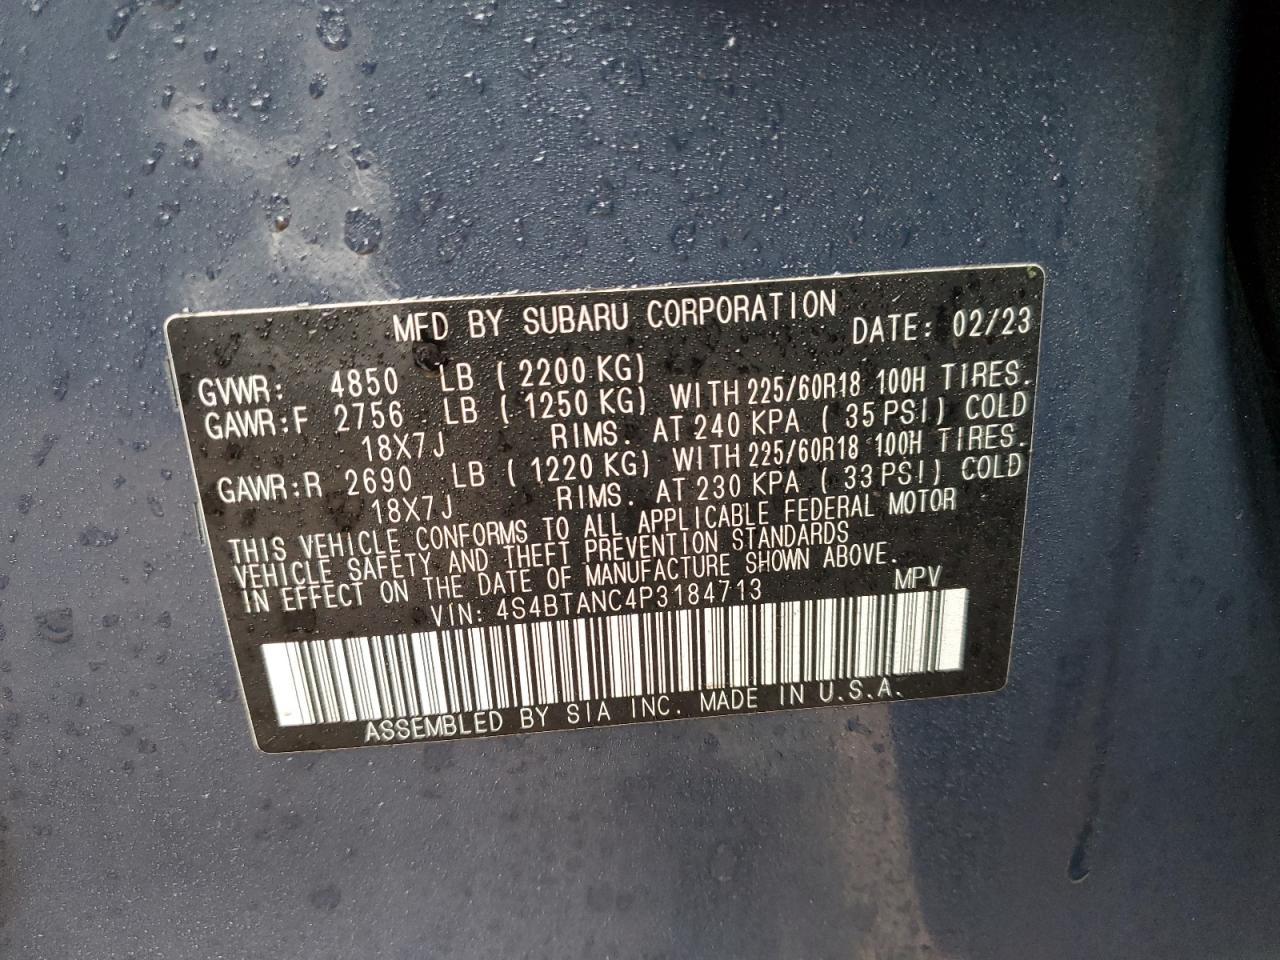 MFD BY SUBARU CORPORATION DATE: 02/23
GVWR: 4850 LB ( 2200 KG)
GAWR:F 2756 LB ( 1250 KG) WITH 225/60R18 100H TIRES.
18X7J RIMS. AT 240 KPA ( 35 PSI) COLD
GAWR:R 2690 LB ( 1220 KG) WITH 225/60R18 100H TIRES.
18X7J RIMS. AT 230 KPA ( 33 PSI) COLD
THIS VEHICLE CONFORMS TO ALL APPLICABLE FEDERAL MOTOR
VEHICLE SAFETY AND THEFT PREVENTION STANDARDS
IN EFFECT ON THE DATE OF MANUFACTURE SHOWN ABOVE.
VIN: 4S4BTANC4P3184713 MPV
ASSEMBLED BY SIA INC. MADE IN U.S.A.